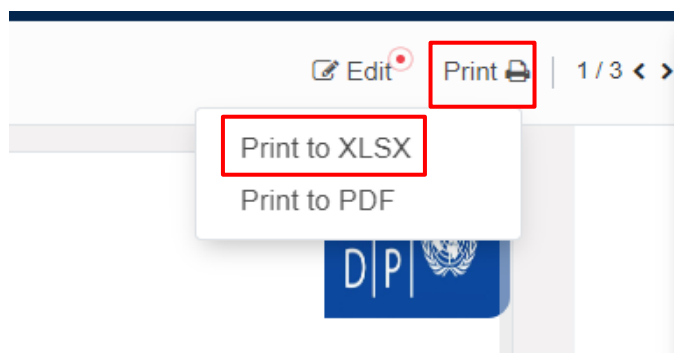 Edit Print 1 / 3
Print to XLSX
Print to PDF
D P